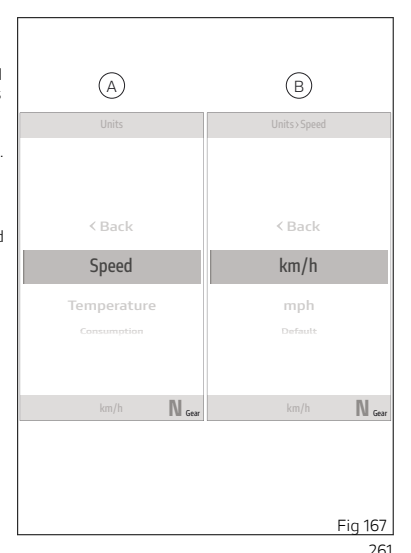 A
B
Units
Units›Speed
‹ Back
‹ Back
Speed
km/h
Temperature
mph
Consumption
Default
km/h
N Gear
km/h
N Gear
Fig 167
261